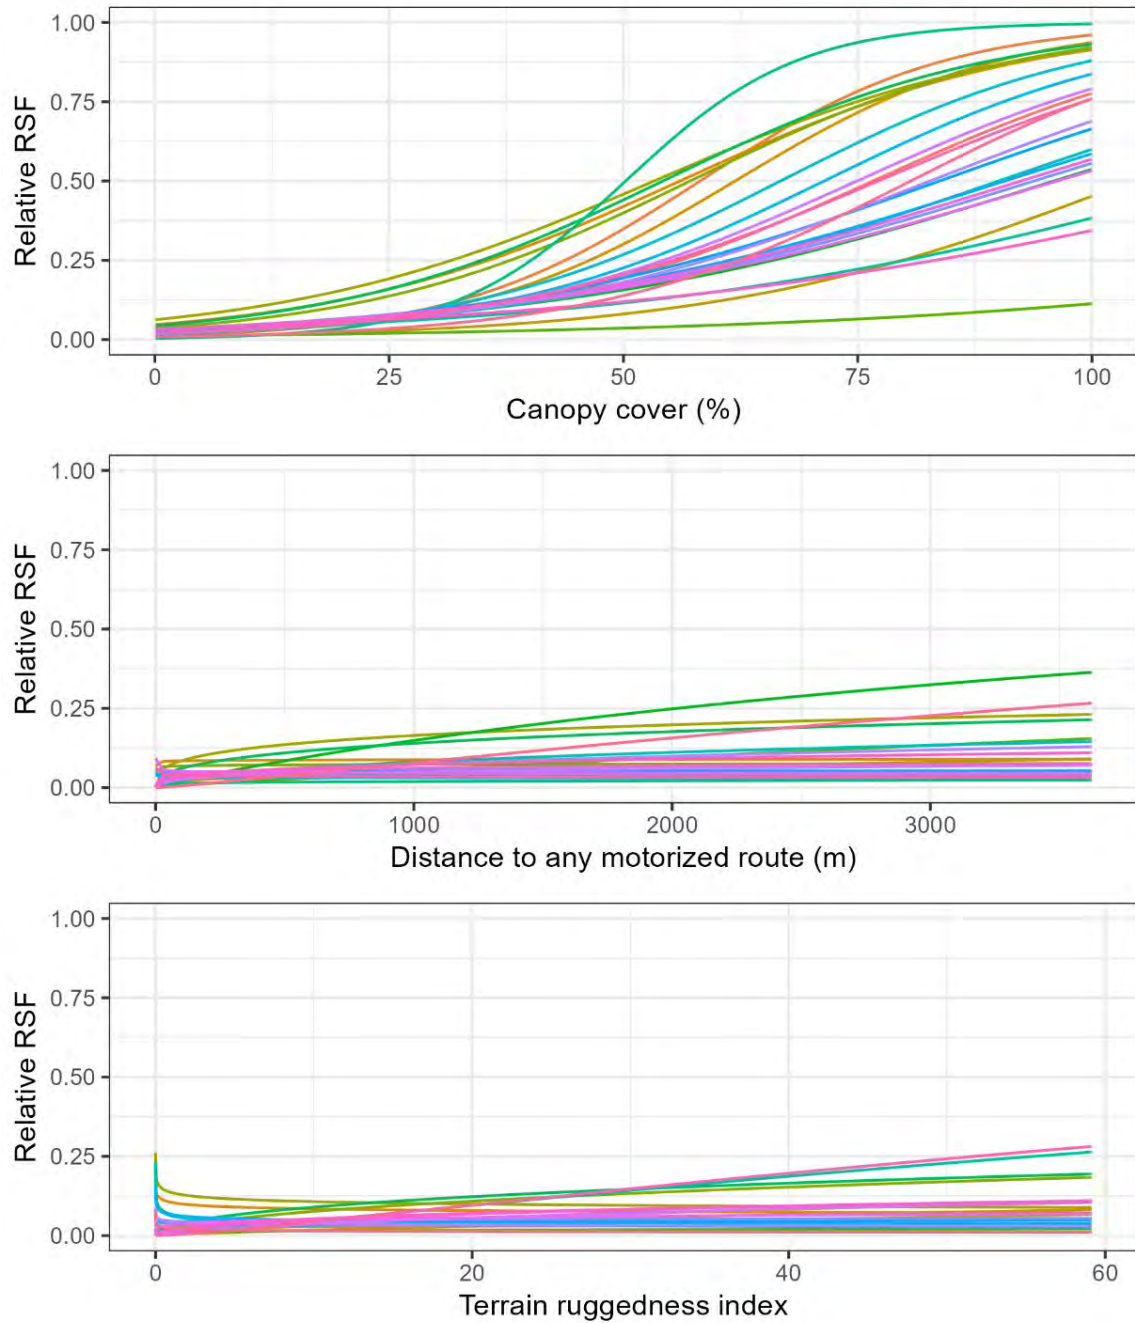 1.00
0.75
0.50
0.25
0.00
Relative RSF
0 25 50 75 100
Canopy cover (%)
1.00
0.75
0.50
0.25
0.00
Relative RSF
0 1000 2000 3000
Distance to any motorized route (m)
1.00
0.75
0.50
0.25
0.00
Relative RSF
0 20 40 60
Terrain ruggedness index